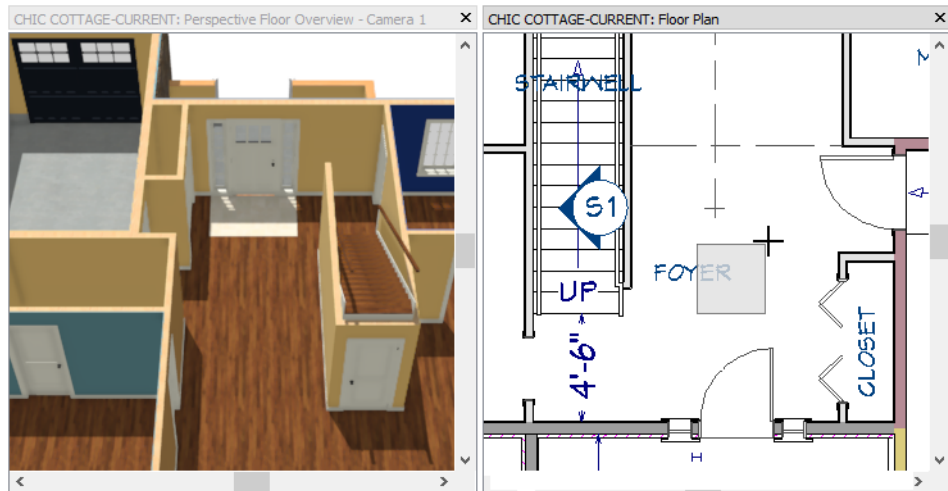 CHIC COTTAGE-CURRENT: Perspective Floor Overview - Camera 1
CHIC COTTAGE-CURRENT: Floor Plan
STAIRWELL
M
S1
FOYER
UP
4'-6"
CLOSET
H